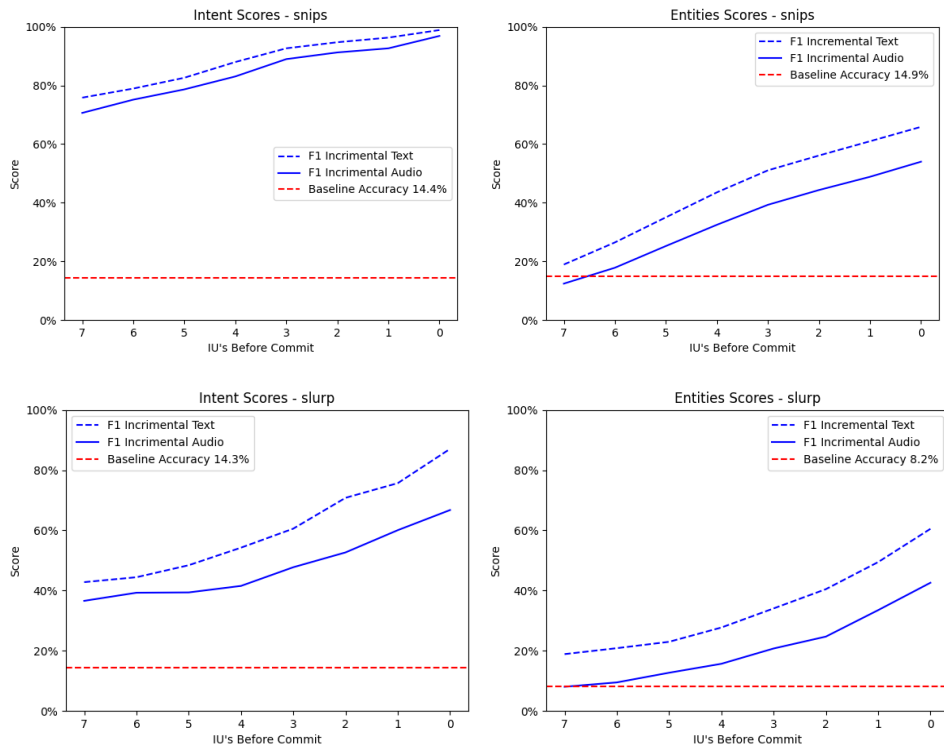 Intent Scores - snips
100%
80%
60%
40%
20%
0%
Score
F1 Incrimental Text
F1 Incrimental Audio
Baseline Accuracy 14.4%
7 6 5 4 3 2 1 0
IU's Before Commit
Entities Scores - snips
100%
80%
60%
40%
20%
0%
Score
F1 Incremental Text
F1 Incremental Audio
Baseline Accuracy 14.9%
7 6 5 4 3 2 1 0
IU's Before Commit
Intent Scores - slurp
100%
80%
60%
40%
20%
0%
Score
F1 Incrimental Text
F1 Incrimental Audio
Baseline Accuracy 14.3%
7 6 5 4 3 2 1 0
IU's Before Commit
Entities Scores - slurp
100%
80%
60%
40%
20%
0%
Score
F1 Incremental Text
F1 Incremental Audio
Baseline Accuracy 8.2%
7 6 5 4 3 2 1 0
IU's Before Commit